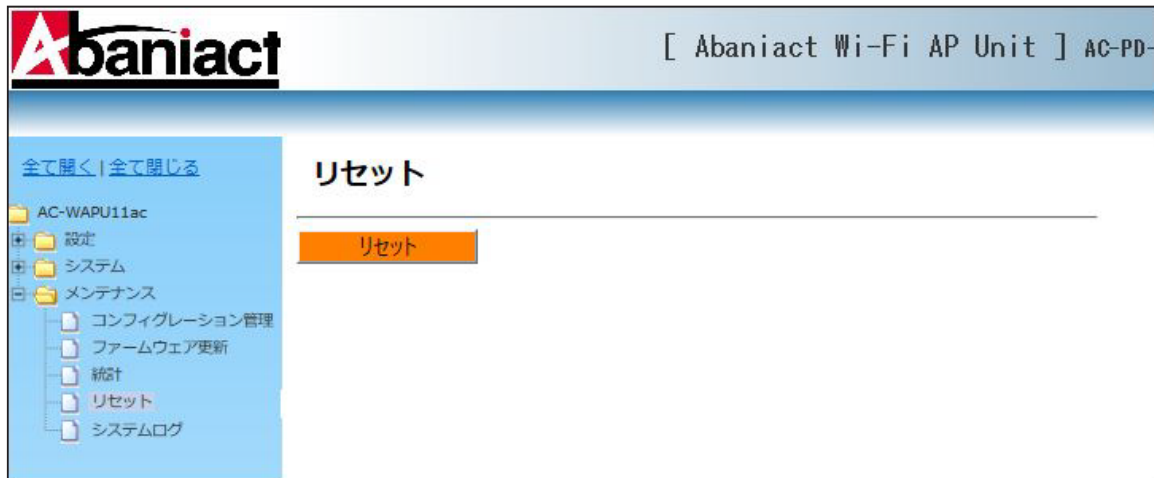 Abaniact
[ Abaniact Wi-Fi AP Unit ] AC-PD-
全て開く | 全て閉じる
リセット
AC-WAPU11ac
設定
リセット
システム
メンテナンス
コンフィグレーション管理
ファームウェア更新
統計
リセット
システムログ